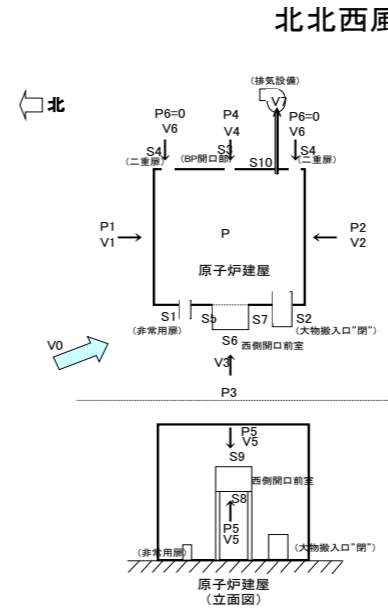 北北西風
(排気設備)
V7
北
P6=0
V6
P4
V4
P6=0
V6
S4
(二重扉)
S3
(BP開口部)
S10
S4
(二重扉)
P1
V1
P
P2
V2
原子炉建屋
S1
(非常用扉)
S5
S7
S2
(大物搬入口"閉")
S6
西側開口前室
V0
V3
P3
P5
V5
S9
西側開口前室
S8
P5
V5
(非常用扉)
(大物搬入口"閉")
原子炉建屋
(立面図)